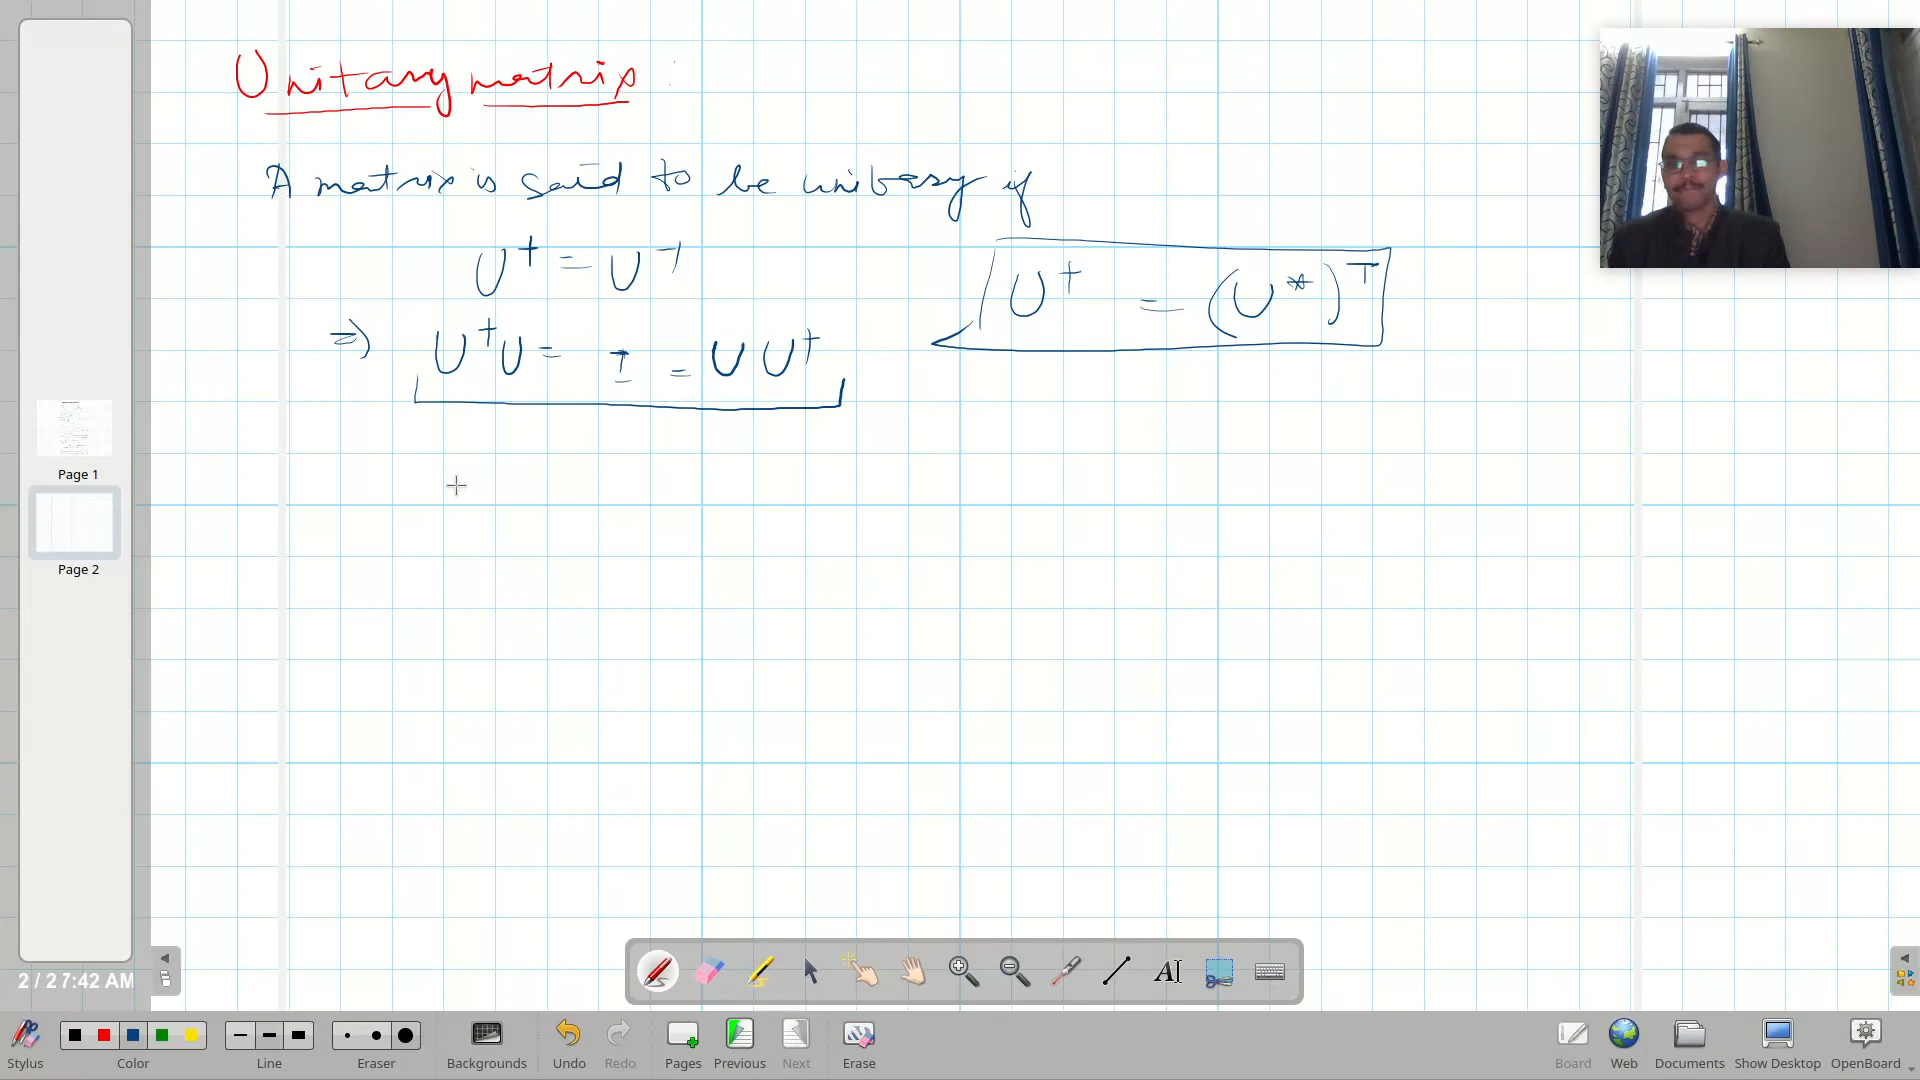 Unitary matrix :
A matrix is said to be unitary if
U† = U⁻¹
U† = (U*)ᵀ
⇒) U†U = I = U U†
Page 1
Page 2
2 / 2 7:42 AM
Stylus
Color
Line
Eraser
Backgrounds
Undo
Redo
Pages
Previous
Next
Erase
Board
Web
Documents
Show Desktop
OpenBoard